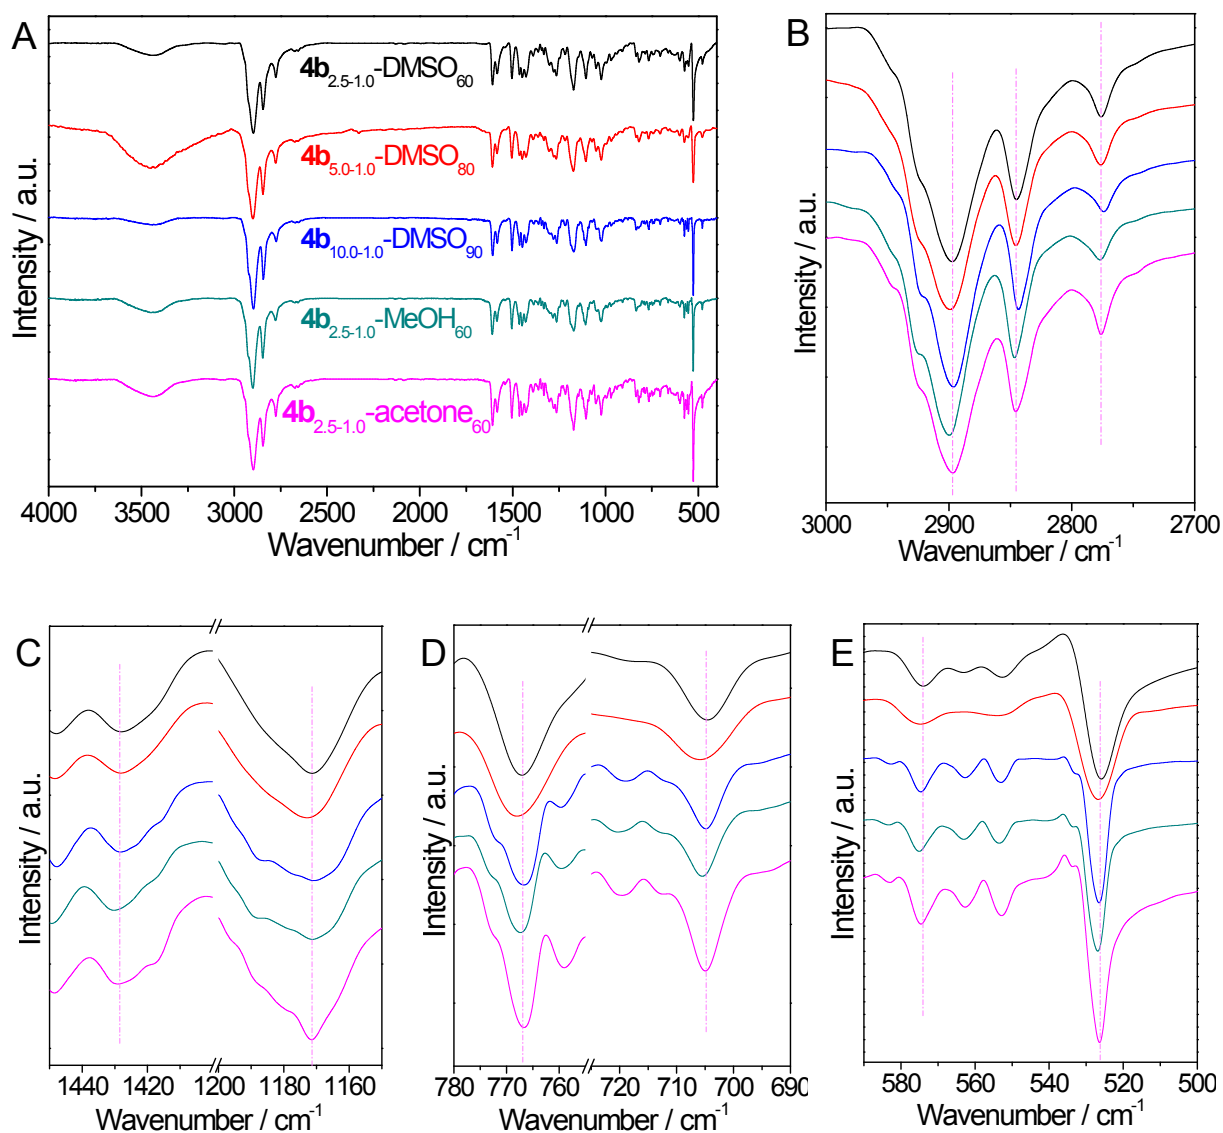 A
4b2.5-1.0-DMSO60
4b5.0-1.0-DMSO80
4b10.0-1.0-DMSO90
4b2.5-1.0-MeOH60
4b2.5-1.0-acetone60
Intensity / a.u.
4000 3500 3000 2500 2000 1500 1000 500
Wavenumber / cm-1
B
Intensity / a.u.
3000 2900 2800 2700
Wavenumber / cm-1
C
Intensity / a.u.
1440 1420 1200 1180 1160
Wavenumber / cm-1
D
Intensity / a.u.
780 770 760 720 700 690
Wavenumber / cm-1
E
Intensity / a.u.
580 560 540 520 500
Wavenumber / cm-1